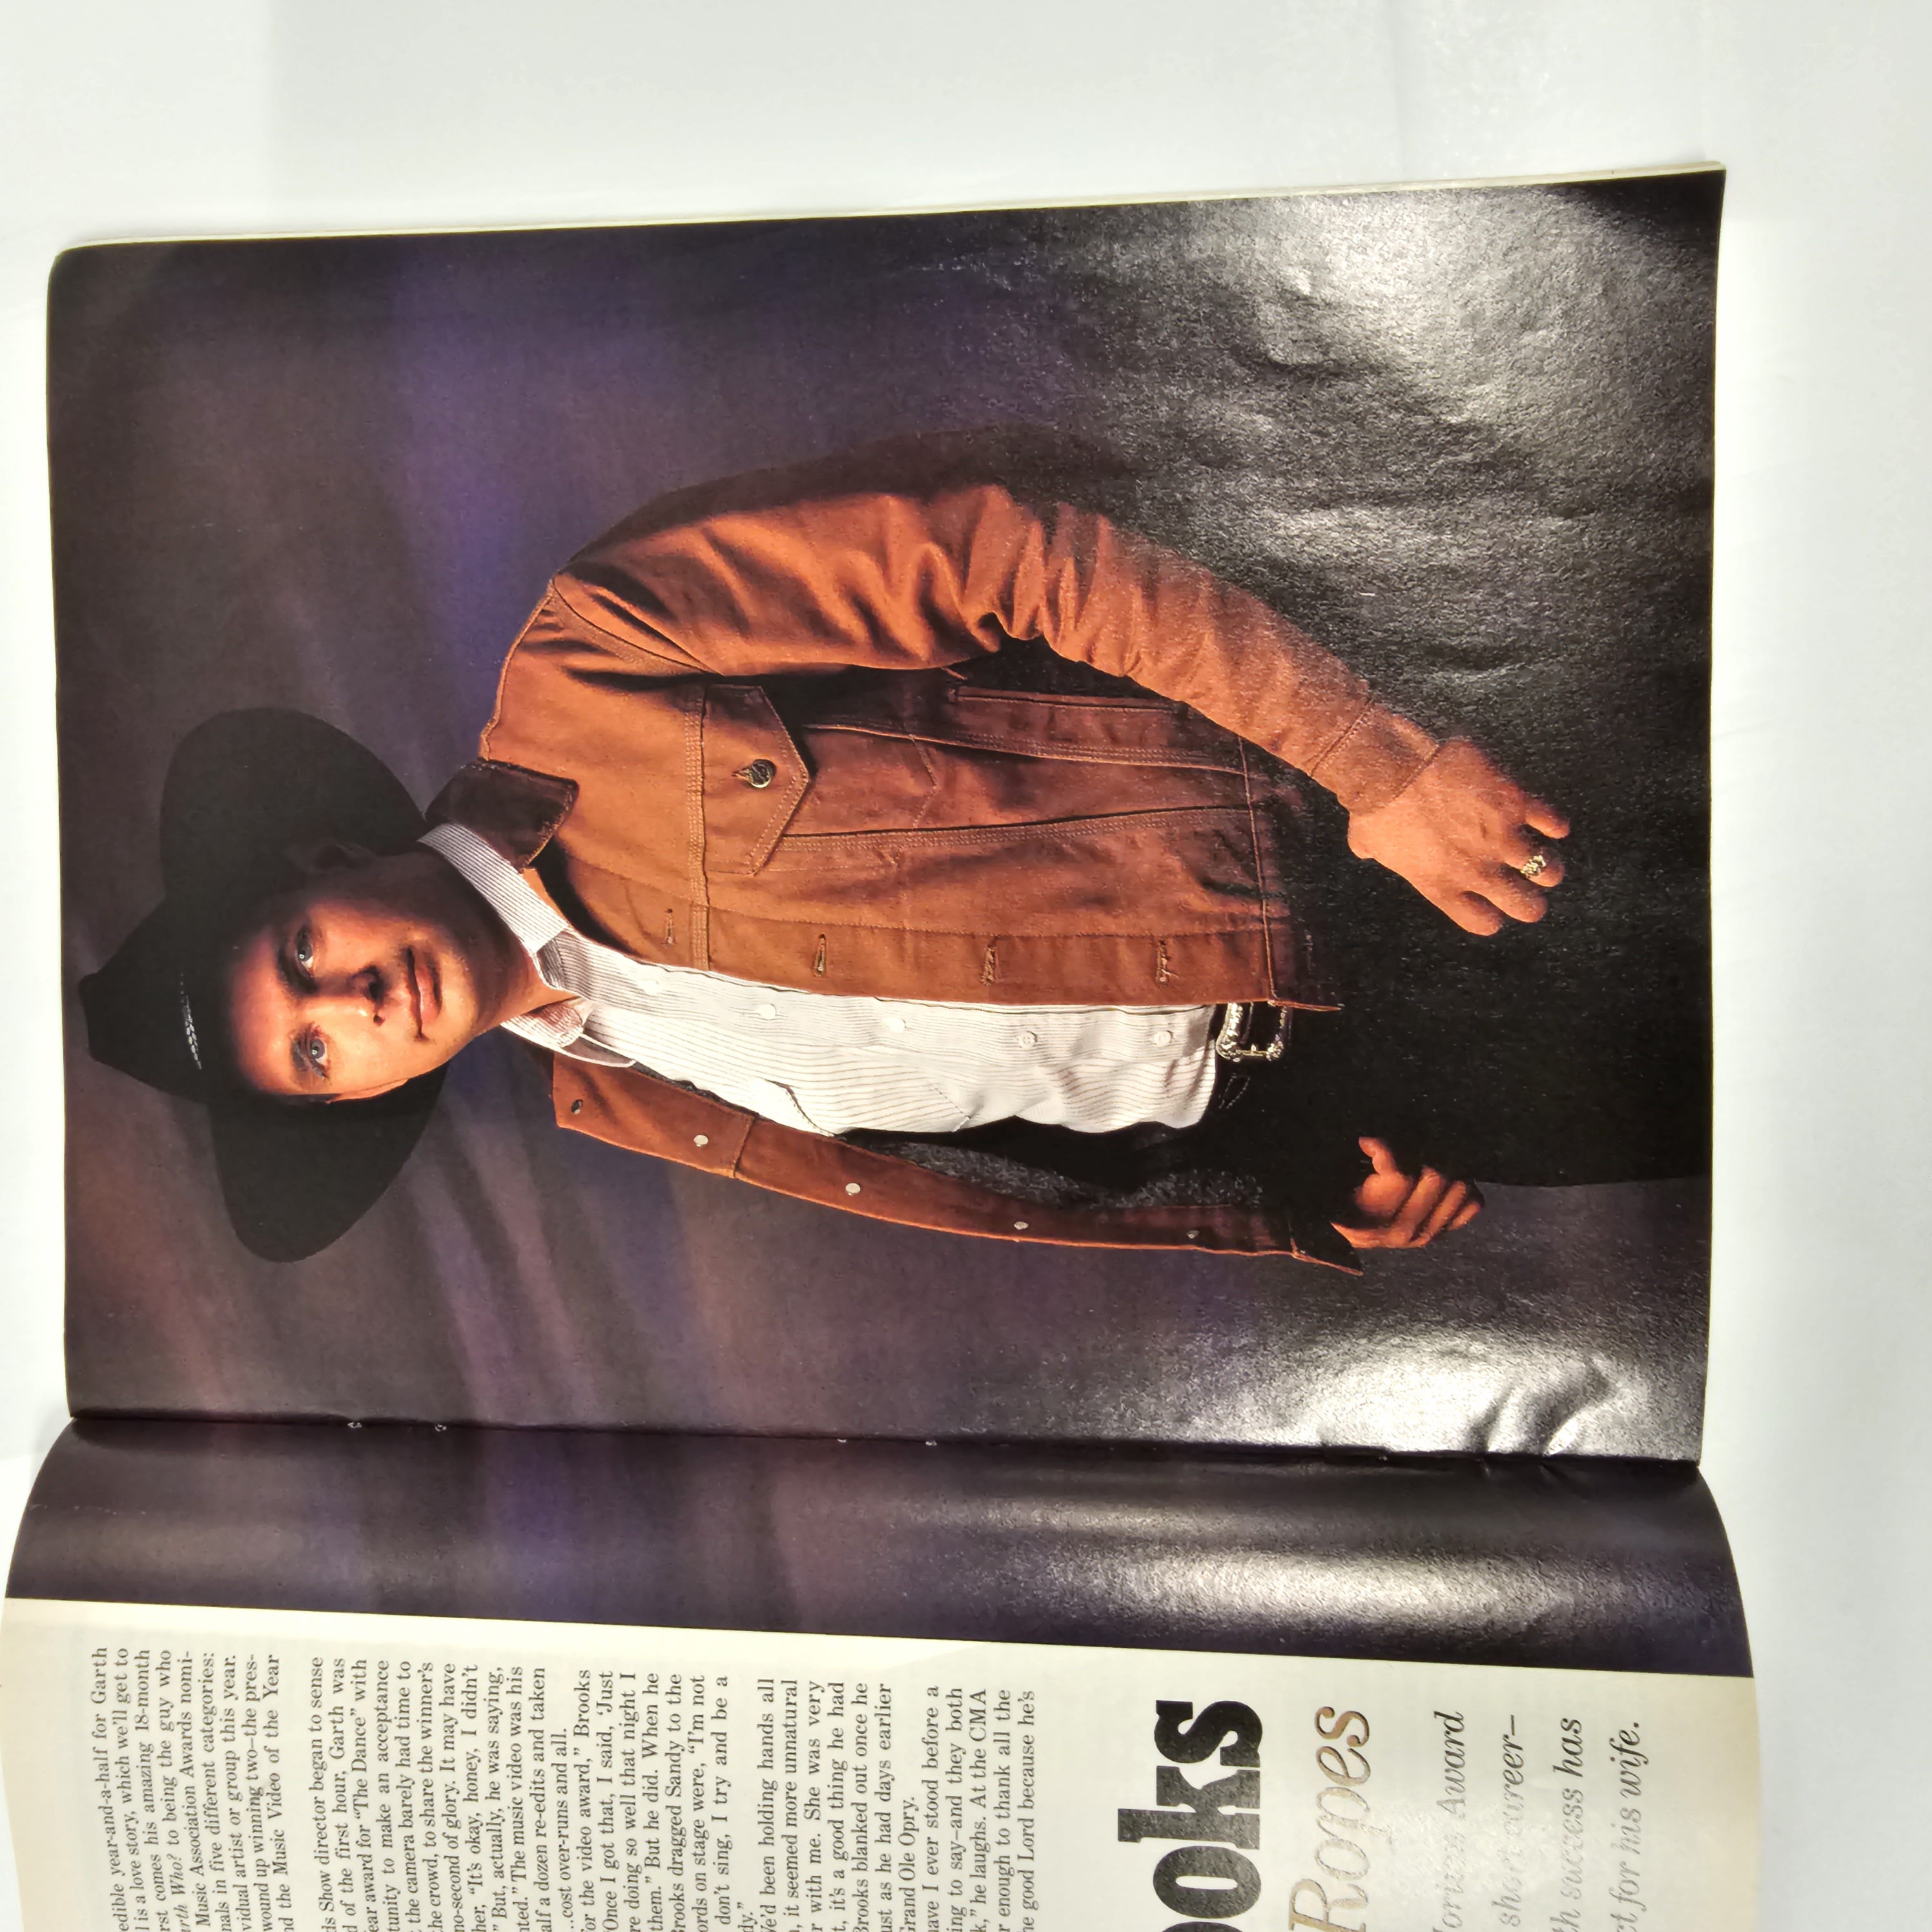 edible year-and-a-half for Garth
l is a love story, which we'll get to
rst comes his amazing 18-month
arth Who? to being the guy who
Music Association Awards nomi-
nals in five different categories:
vidual artist or group this year.
wound up winning two–the pres-
nd the Music Video of the Year
ds Show director began to sense
d of the first hour, Garth was
ear award for “The Dance” with
tunity to make an acceptance
t the camera barely had time to
the crowd, to share the winner's
no-second of glory. It may have
her, “It's okay, honey, I didn't
” But, actually, he was saying,
nted.” The music video was his
alf a dozen re-edits and taken
...cost over-runs and all.
for the video award,” Brooks
“Once I got that, I said, ‘Just
re doing so well that night I
them.” But he did. When he
Brooks dragged Sandy to the
ords on stage were, “I'm not
don't sing, I try and be a
dy.”
We'd been holding hands all
, it seemed more unnatural
r with me. She was very
t, it's a good thing he had
Brooks blanked out once he
ust as he had days earlier
Grand Ole Opry.
have I ever stood before a
ing to say–and they both
k,” he laughs. At the CMA
r enough to thank all the
he good Lord because he's
ooks
Ropes
Horizon Award
short career–
th success has
ct for his wife.